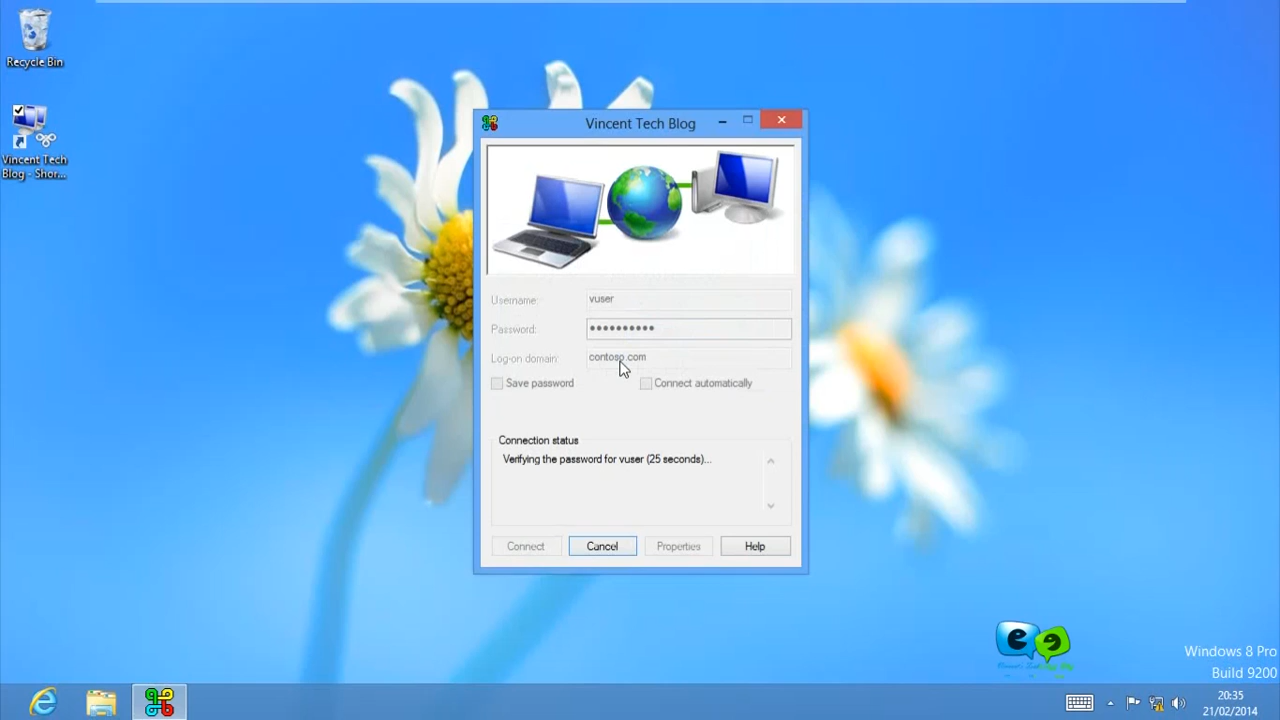 Recycle Bin
Vincent Tech
Blog - Shor...
Vincent Tech Blog
Username:
vuser
Password:
••••••••••
Log-on domain:
contoso.com
Save password
Connect automatically
Connection status
Verifying the password for vuser (25 seconds)...
Connect
Cancel
Properties
Help
Windows 8 Pro
Build 9200
20:35
21/02/2014